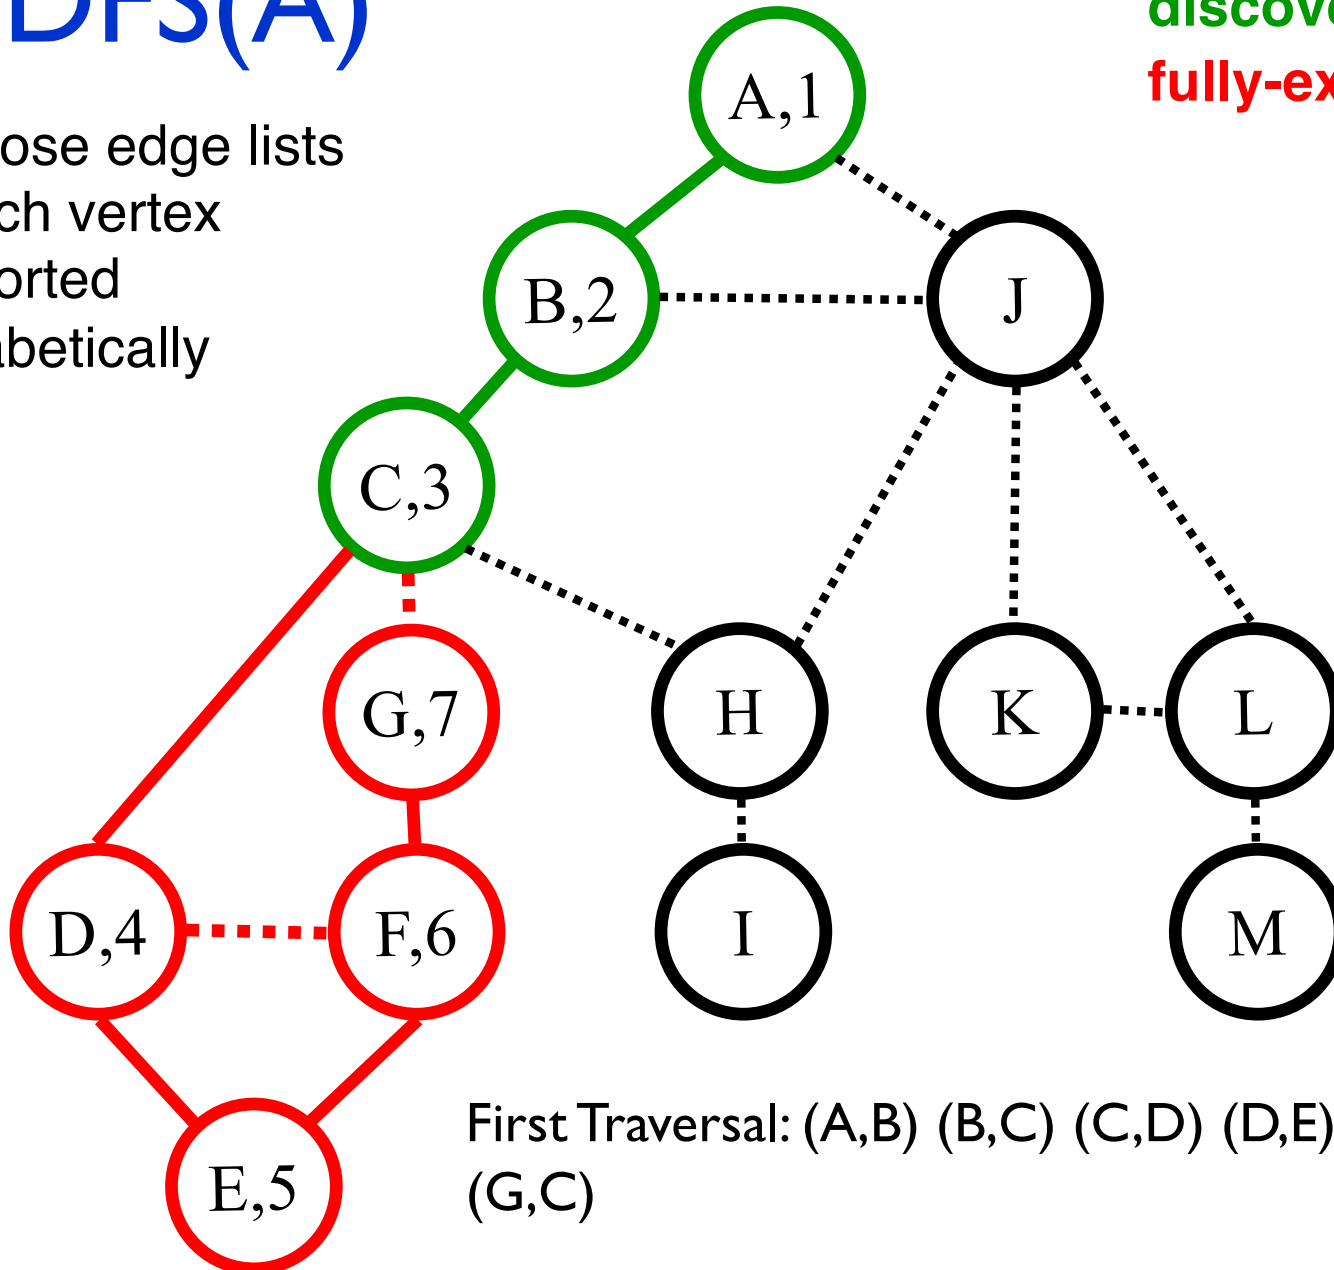 DFS(A)
discov
fully-ex
ose edge lists
ch vertex
orted
abetically
A,1
B,2
J
C,3
G,7
H
K
L
D,4
F,6
I
M
E,5
First Traversal: (A,B) (B,C) (C,D) (D,E)
(G,C)